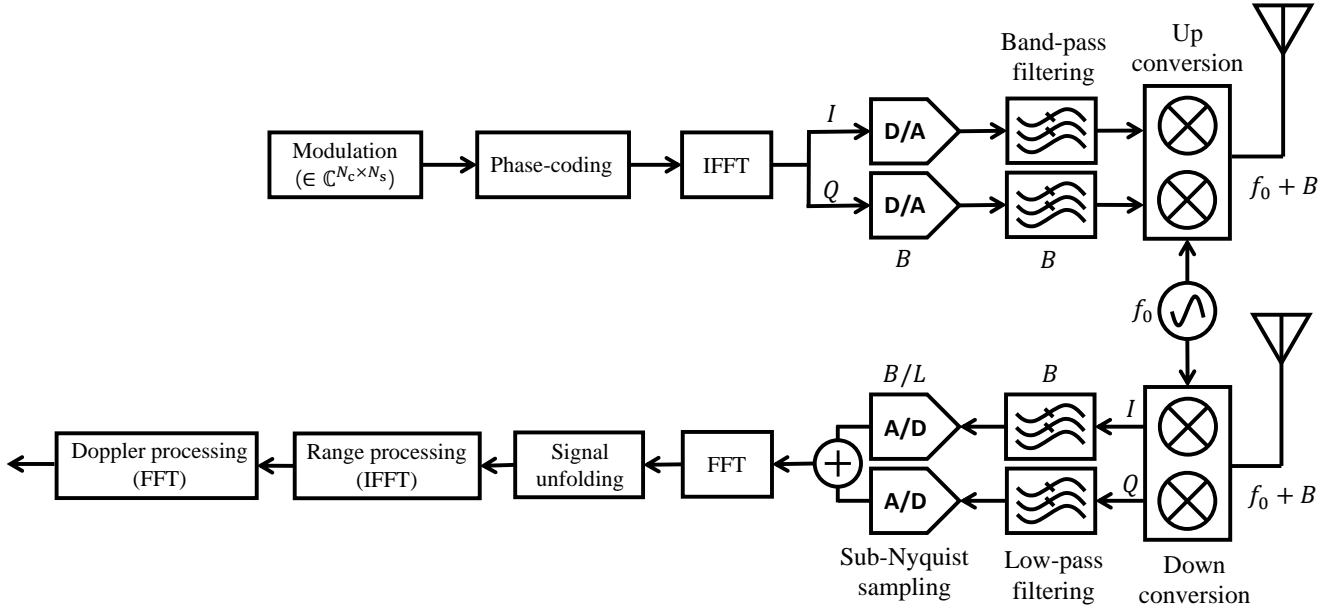 Band-pass
filtering
Up
conversion
I
D/A
Modulation
(∈ ℂ^{N_c×N_s})
Phase-coding
IFFT
Q
D/A
f_0 + B
B
B
f_0
B/L
B
A/D
I
Doppler processing
(FFT)
Range processing
(IFFT)
Signal
unfolding
FFT
A/D
Q
f_0 + B
Sub-Nyquist
sampling
Low-pass
filtering
Down
conversion